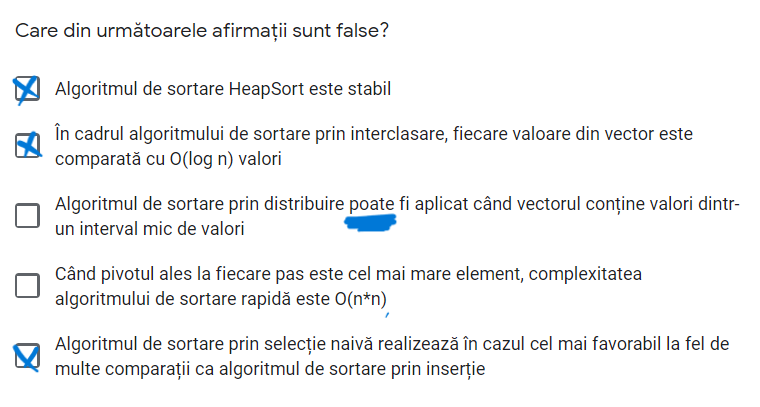 Care din următoarele afirmații sunt false?
Algoritmul de sortare HeapSort este stabil
În cadrul algoritmului de sortare prin interclasare, fiecare valoare din vector este
comparată cu O(log n) valori
Algoritmul de sortare prin distribuire poate fi aplicat când vectorul conține valori dintr-
un interval mic de valori
Când pivotul ales la fiecare pas este cel mai mare element, complexitatea
algoritmului de sortare rapidă este O(n*n)
Algoritmul de sortare prin selecție naivă realizează în cazul cel mai favorabil la fel de
multe comparații ca algoritmul de sortare prin inserție